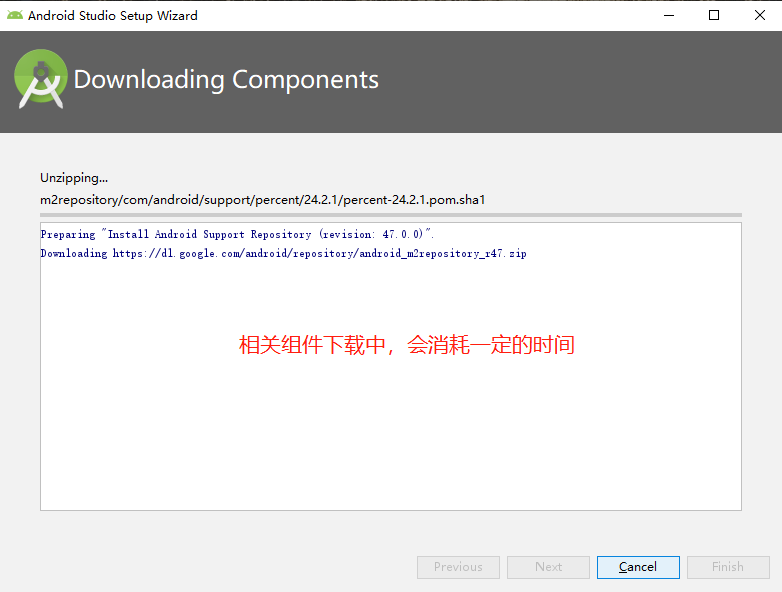 Android Studio Setup Wizard
Downloading Components
Unzipping...
m2repository/com/android/support/percent/24.2.1/percent-24.2.1.pom.sha1
Preparing "Install Android Support Repository (revision: 47.0.0)".
Downloading https://dl.google.com/android/repository/android_m2repository_r47.zip
相关组件下载中，会消耗一定的时间
Previous Next Cancel Finish